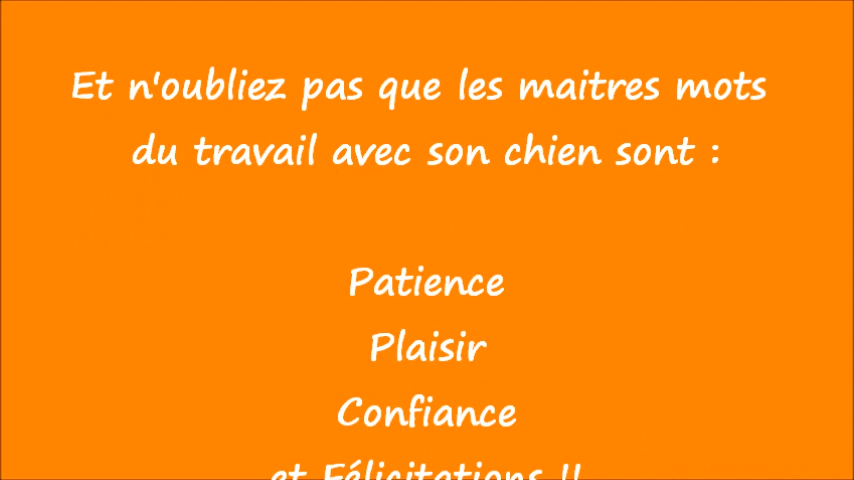 Et n'oubliez pas que les maitres mots
du travail avec son chien sont :
Patience
Plaisir
Confiance
et Félicitations !!